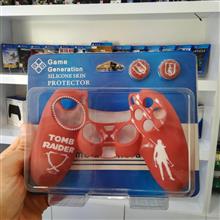 Game
Generation
SILICONE SKIN
PROTECTOR
TOMB
RAIDER